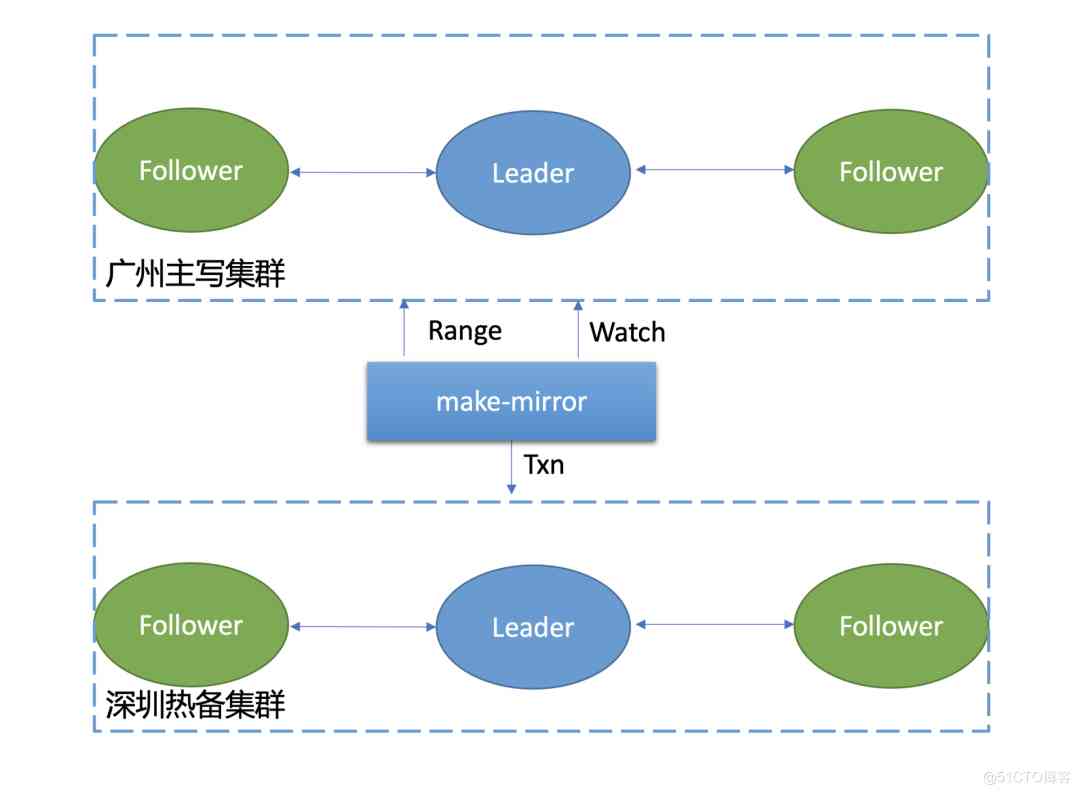 Follower
Leader
Follower
广州主写集群
Range
Watch
make-mirror
Txn
Follower
Leader
Follower
深圳热备集群
@51CTO博客